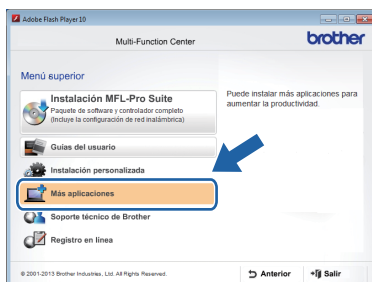 Adobe Flash Player 10
Multi-Function Center
brother
Menú superior
Instalación MFL-Pro Suite
Paquete de software y controlador completo
(Incluye la configuración de red inalámbrica)
Guías del usuario
Instalación personalizada
Más aplicaciones
Soporte técnico de Brother
Registro en línea
Puede instalar más aplicaciones para
aumentar la productividad.
© 2001-2013 Brother Industries, Ltd. All Rights Reserved.
Anterior
Salir